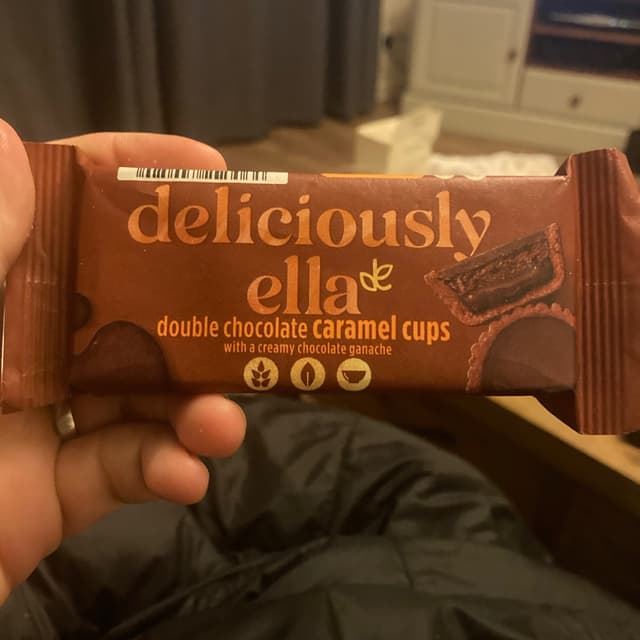 deliciously
ella
double chocolate caramel cups
with a creamy chocolate ganache